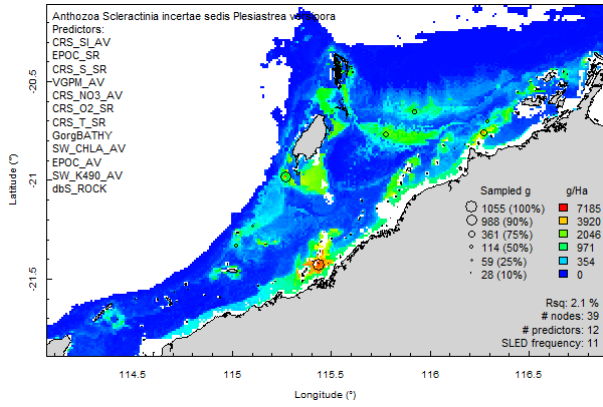 Anthozoa Scleractinia incertae sedis Plesiastrea versipora
Predictors:
CRS_SI_AV
EPOC_SR
CRS_S_SR
VGPM_AV
CRS_NO3_AV
CRS_O2_SR
CRS_T_SR
GorgBATHY
SW_CHLA_AV
EPOC_AV
SW_K490_AV
dbS_ROCK
-20.5
-21
-21.5
Latitude (°)
Sampled g g/Ha
1055 (100%) 7185
988 (90%) 3920
361 (75%) 2046
114 (50%) 971
59 (25%) 354
28 (10%) 0
Rsq: 2.1 %
# nodes: 39
# predictors: 12
SLED frequency: 11
114.5 115 115.5 116 116.5
Longitude (°)